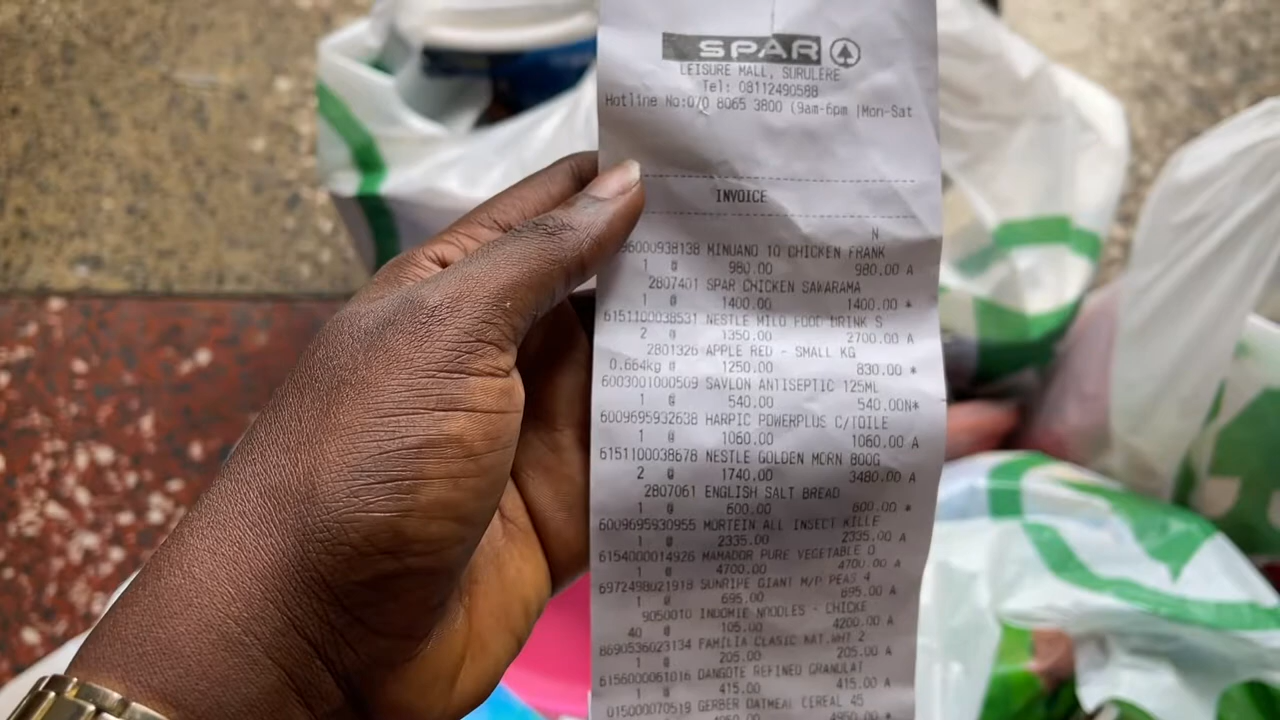 SPAR
LEISURE MALL, SURULERE
Tel: 08112490588
Hotline No:070 8065 3800 (9am-6pm |Mon-Sat
INVOICE
N
96000938138 MINUANO 10 CHICKEN FRANK
1 @ 980.00 980.00 A
2807401 SPAR CHICKEN SAWARAMA
1 @ 1400.00 1400.00 *
6151100038531 NESTLE MILO FOOD DRINK S
2 @ 1350.00 2700.00 A
2801326 APPLE RED - SMALL KG
0.664kg @ 1250.00 830.00 *
6003001000509 SAVLON ANTISEPTIC 125ML
1 @ 540.00 540.00N*
6009695932638 HARPIC POWERPLUS C/TOILE
1 @ 1060.00 1060.00 A
6151100038678 NESTLE GOLDEN MORN 800G
2 @ 1740.00 3480.00 A
2807061 ENGLISH SALT BREAD
1 @ 600.00 600.00 *
6009695930955 MORTEIN ALL INSECT KILLE
1 @ 2335.00 2335.00 A
6154000014926 MAMADOR PURE VEGETABLE O
1 @ 4700.00 4700.00 A
6972498021918 SUNRIPE GIANT M/P PEAS 4
1 @ 695.00 695.00 A
9050010 INDOMIE NOODLES - CHICKE
40 @ 105.00 4200.00 A
8690536023134 FAMILIA CLASIC NAT.WHT 2
1 @ 205.00 205.00 A
6156000061016 DANGOTE REFINED GRANULAT
1 @ 415.00 415.00 A
015000070519 GERBER OATMEAL CEREAL 45
4950.00 *